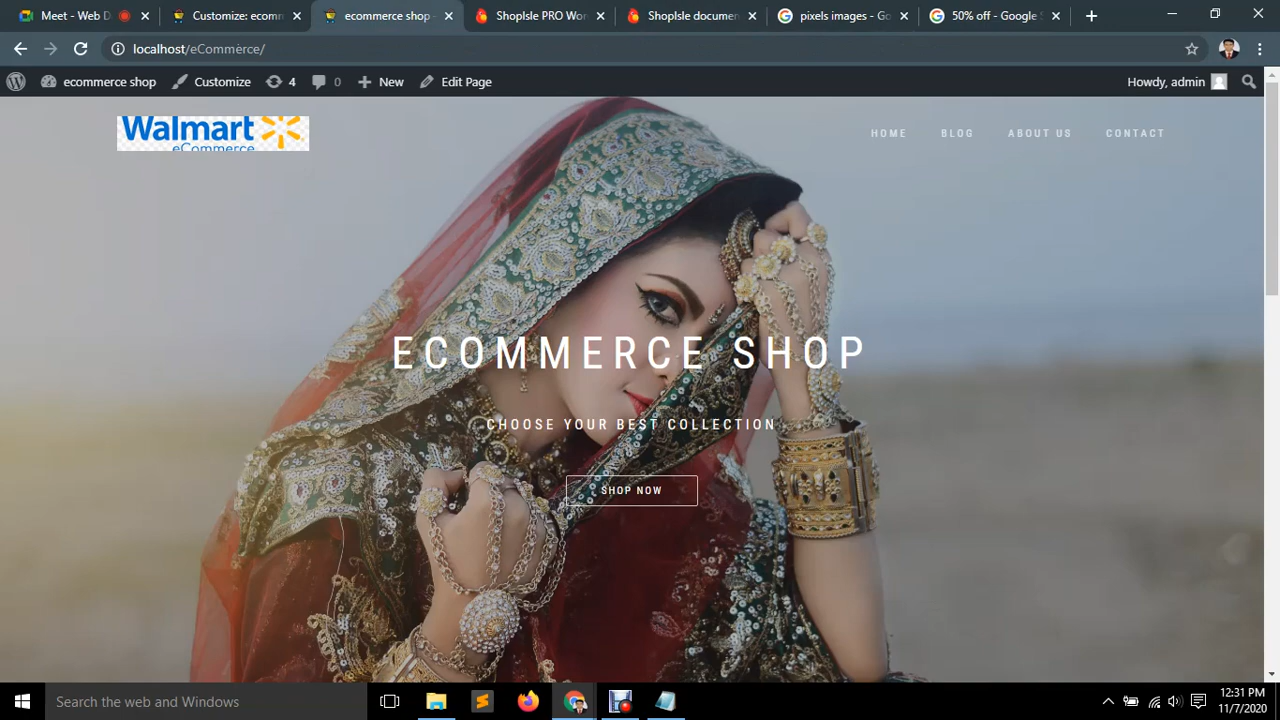 Meet - Web D
Customize: ecomm
ecommerce shop -
ShopIsle PRO Wor
ShopIsle documen
pixels images - Go
50% off - Google S
localhost/eCommerce/
ecommerce shop
Customize
4
0
New
Edit Page
Howdy, admin
Walmart
eCommerce
HOME
BLOG
ABOUT US
CONTACT
ECOMMERCE SHOP
CHOOSE YOUR BEST COLLECTION
SHOP NOW
Search the web and Windows
12:31 PM
11/7/2020